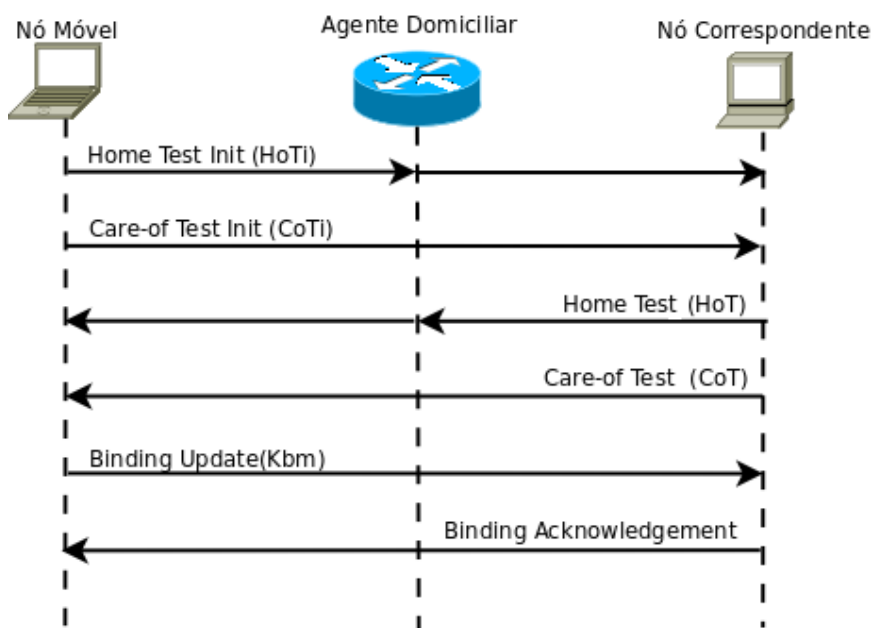 Nó Móvel
Agente Domiciliar
Nó Correspondente
Home Test Init (HoTi)
Care-of Test Init (CoTi)
Home Test (HoT)
Care-of Test (CoT)
Binding Update(Kbm)
Binding Acknowledgement